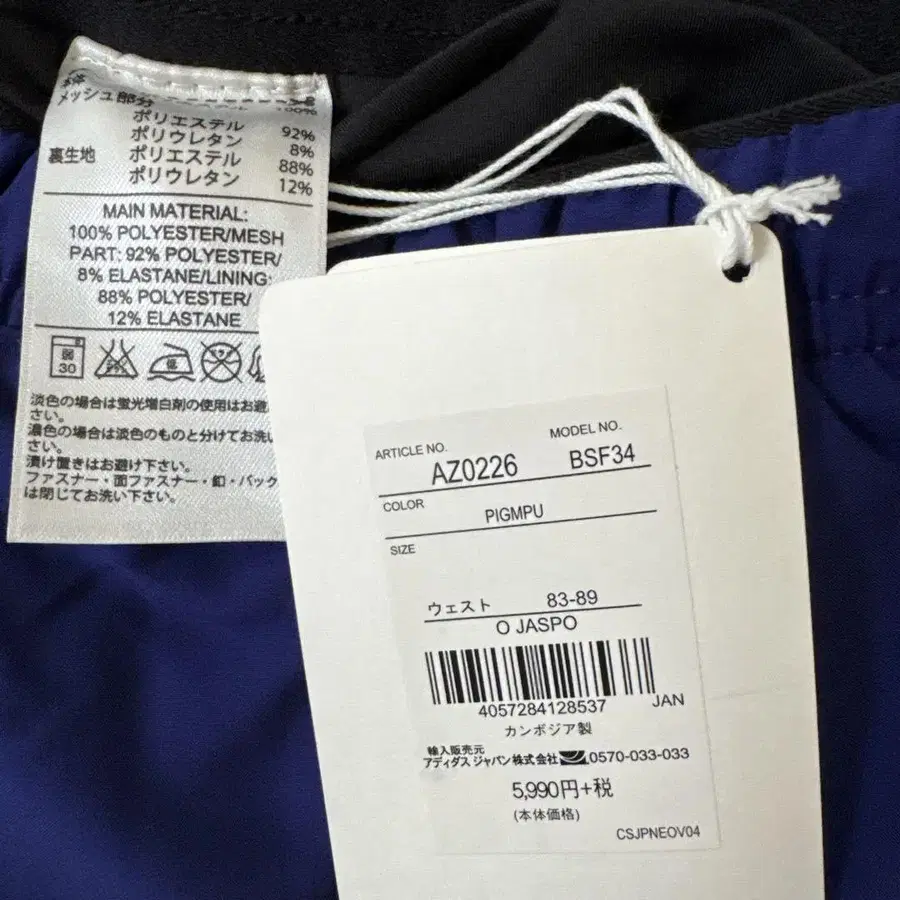 メッシュ部分 100%
ポリエステル 92%
ポリウレタン 8%
裏生地 ポリエステル 88%
ポリウレタン 12%
MAIN MATERIAL:
100% POLYESTER/MESH
PART: 92% POLYESTER/
8% ELASTANE/LINING:
88% POLYESTER/
12% ELASTANE
30
淡色の場合は蛍光増白剤の使用はお避
さい。
濃色の場合は淡色のものと分けてお洗い
さい。
漬け置きはお避け下さい。
ファスナー・面ファスナー・釦・バック
は閉じてお洗い下さい。
ARTICLE NO. MODEL NO.
AZ0226 BSF34
COLOR PIGMPU
SIZE
ウェスト 83-89
O JASPO
4057284128537 JAN
カンボジア製
輸入販売元
アディダス ジャパン株式会社 0570-033-033
5,990円+税
(本体価格)
CSJPNEOV04